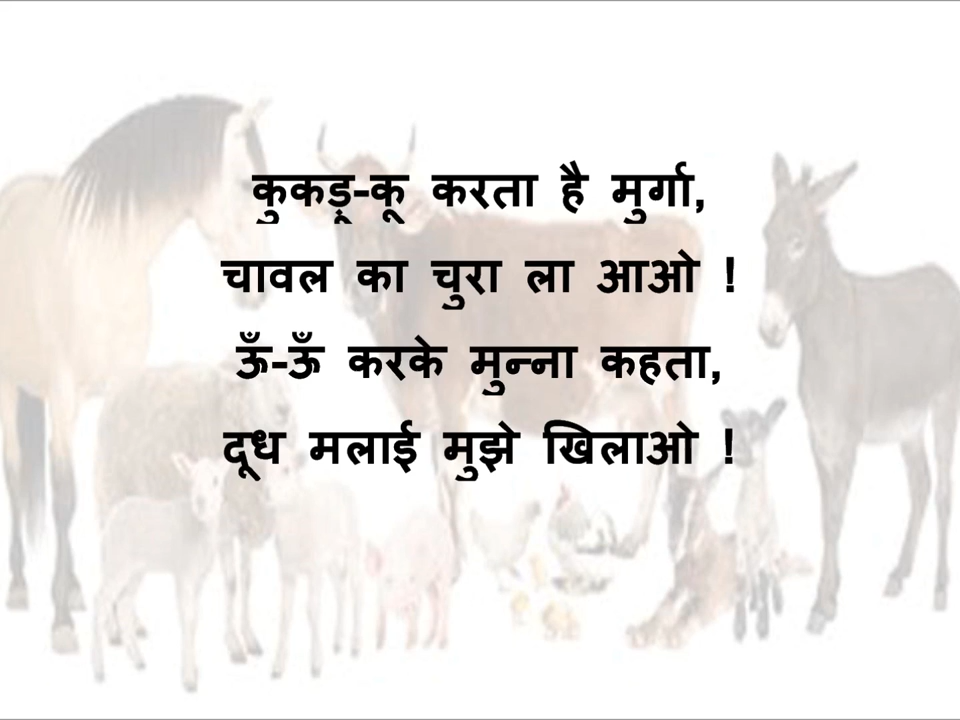 कुकड़ू-कू करता है मुर्गा,
चावल का चुरा ला आओ !
ऊँ-ऊँ करके मुन्ना कहता,
दूध मलाई मुझे खिलाओ !